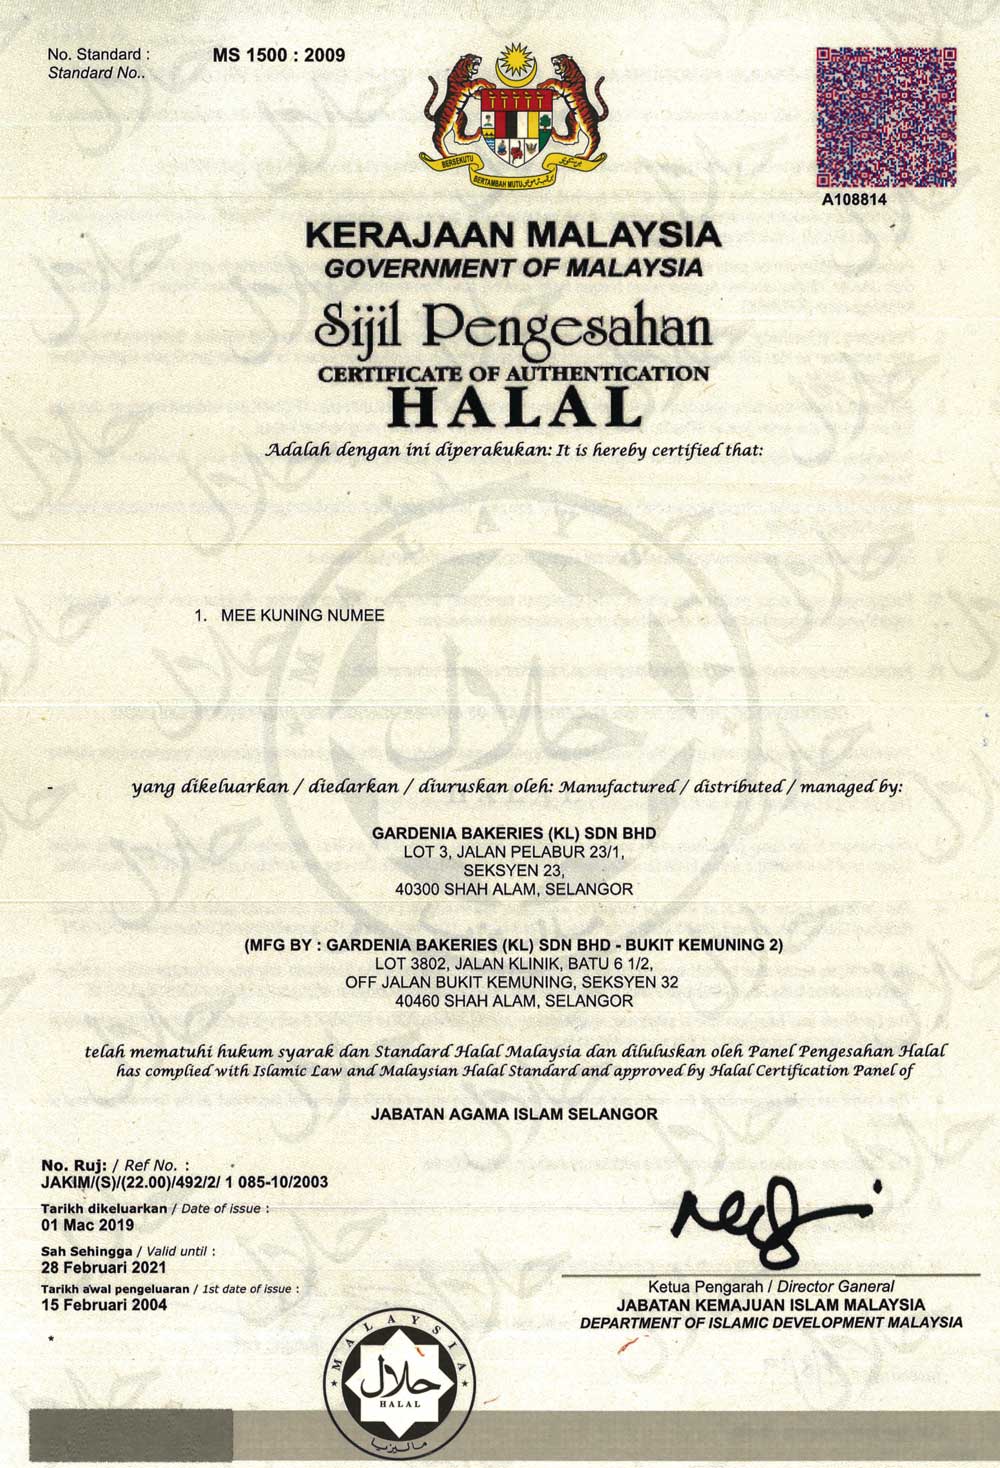 No. Standard : MS 1500 : 2009
Standard No..
BERSEKUTU
BERTAMBAH MUTU
A108814
KERAJAAN MALAYSIA
GOVERNMENT OF MALAYSIA
Sijil Pengesahan
CERTIFICATE OF AUTHENTICATION
HALAL
Adalah dengan ini diperakukan: It is hereby certified that:
1. MEE KUNING NUMEE
yang dikeluarkan / diedarkan / diuruskan oleh: Manufactured / distributed / managed by:
GARDENIA BAKERIES (KL) SDN BHD
LOT 3, JALAN PELABUR 23/1,
SEKSYEN 23,
40300 SHAH ALAM, SELANGOR
(MFG BY : GARDENIA BAKERIES (KL) SDN BHD - BUKIT KEMUNING 2)
LOT 3802, JALAN KLINIK, BATU 6 1/2,
OFF JALAN BUKIT KEMUNING, SEKSYEN 32
40460 SHAH ALAM, SELANGOR
telah mematuhi hukum syarak dan Standard Halal Malaysia dan diluluskan oleh Panel Pengesahan Halal
has complied with Islamic Law and Malaysian Halal Standard and approved by Halal Certification Panel of
JABATAN AGAMA ISLAM SELANGOR
No. Ruj: / Ref No. :
JAKIM/(S)/(22.00)/492/2/ 1 085-10/2003
Tarikh dikeluarkan / Date of issue :
01 Mac 2019
Sah Sehingga / Valid until :
28 Februari 2021
Tarikh awal pengeluaran / 1st date of issue :
15 Februari 2004
*
Ketua Pengarah / Director Ganeral
JABATAN KEMAJUAN ISLAM MALAYSIA
DEPARTMENT OF ISLAMIC DEVELOPMENT MALAYSIA
MALAYSIA
حلال
HALAL
ماليزيا